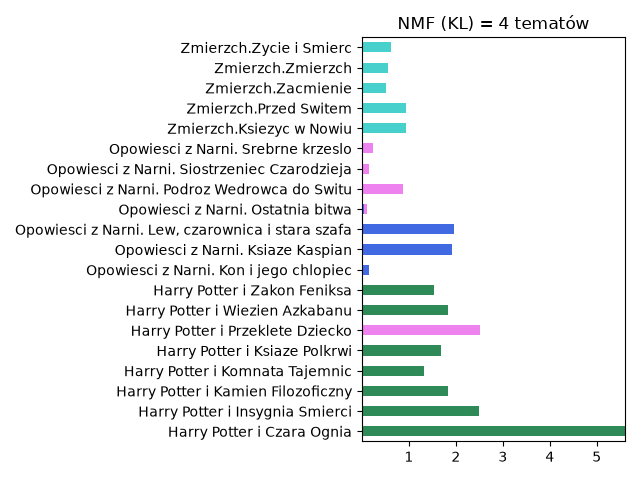 NMF (KL) = 4 tematów
Zmierzch.Zycie i Smierc
Zmierzch.Zmierzch
Zmierzch.Zacmienie
Zmierzch.Przed Switem
Zmierzch.Ksiezyc w Nowiu
Opowiesci z Narni. Srebrne krzeslo
Opowiesci z Narni. Siostrzeniec Czarodzieja
Opowiesci z Narni. Podroz Wedrowca do Switu
Opowiesci z Narni. Ostatnia bitwa
Opowiesci z Narni. Lew, czarownica i stara szafa
Opowiesci z Narni. Ksiaze Kaspian
Opowiesci z Narni. Kon i jego chlopiec
Harry Potter i Zakon Feniksa
Harry Potter i Wiezien Azkabanu
Harry Potter i Przeklete Dziecko
Harry Potter i Ksiaze Polkrwi
Harry Potter i Komnata Tajemnic
Harry Potter i Kamien Filozoficzny
Harry Potter i Insygnia Smierci
Harry Potter i Czara Ognia
1 2 3 4 5